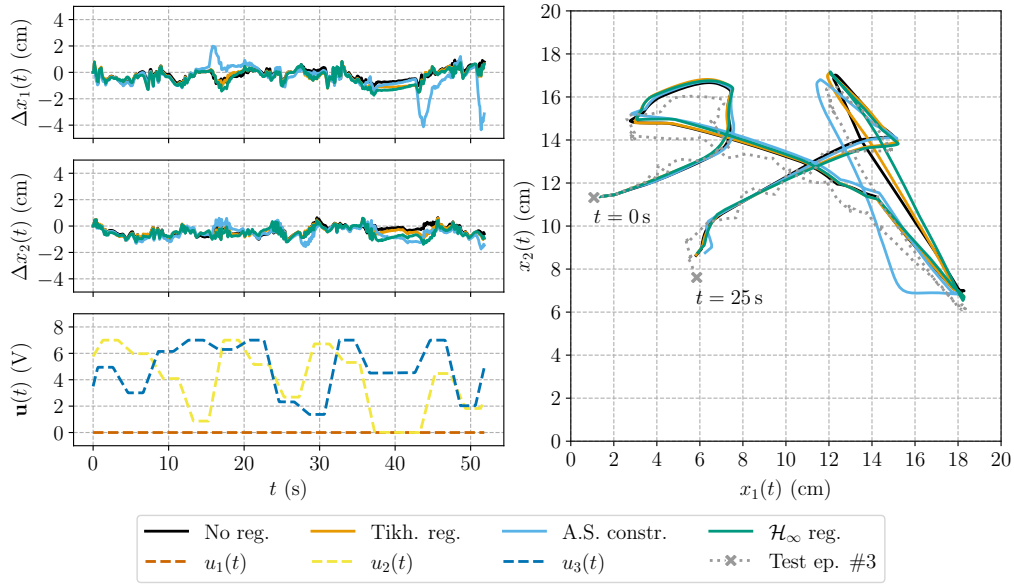 4
2
0
−2
−4
Δx₁(t) (cm)
4
2
0
−2
−4
Δx₂(t) (cm)
8
6
4
2
0
u(t) (V)
0 10 20 30 40 50
t (s)
20
18
16
14
12
10
8
6
4
2
0
x₂(t) (cm)
t = 0 s
t = 25 s
0 2 4 6 8 10 12 14 16 18 20
x₁(t) (cm)
No reg. Tikh. reg. A.S. constr. ℋ∞ reg.
u₁(t) u₂(t) u₃(t) Test ep. #3